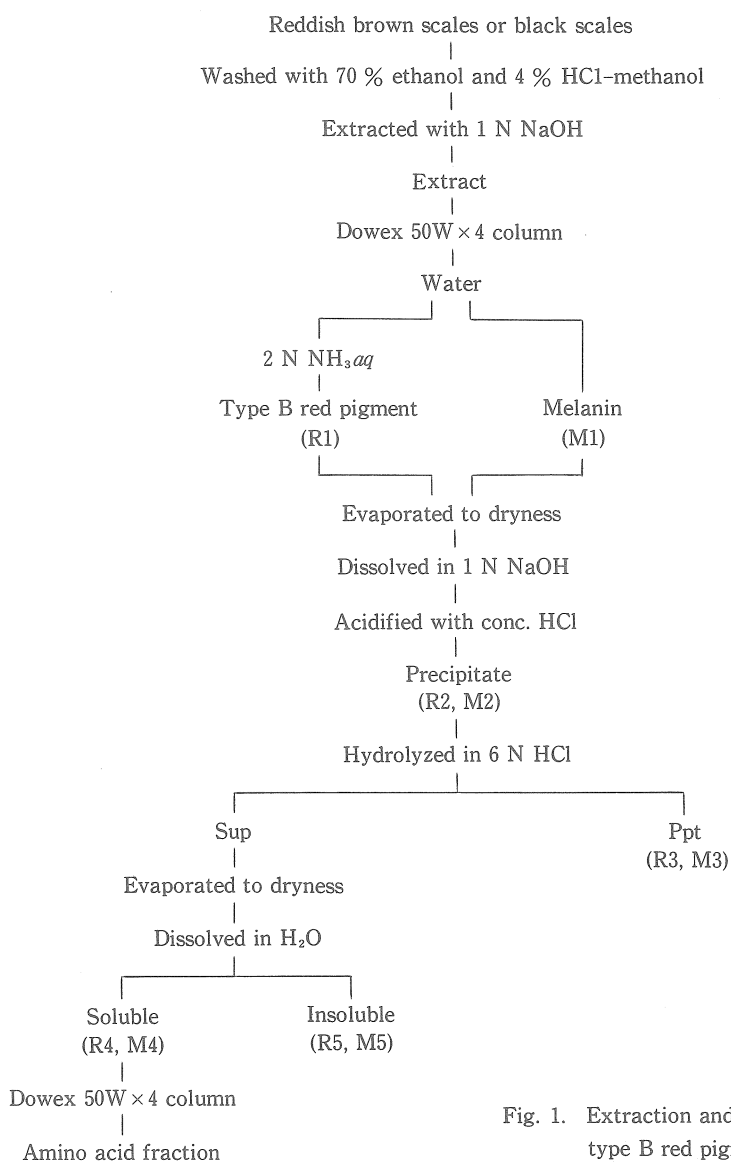 Reddish brown scales or black scales
Washed with 70 % ethanol and 4 % HCl-methanol
Extracted with 1 N NaOH
Extract
Dowex 50W × 4 column
Water
2 N NH₃aq
Type B red pigment
(R1)
Melanin
(M1)
Evaporated to dryness
Dissolved in 1 N NaOH
Acidified with conc. HCl
Precipitate
(R2, M2)
Hydrolyzed in 6 N HCl
Sup
Ppt
(R3, M3)
Evaporated to dryness
Dissolved in H₂O
Soluble
(R4, M4)
Insoluble
(R5, M5)
Dowex 50W × 4 column
Amino acid fraction
Fig. 1. Extraction and
type B red pig